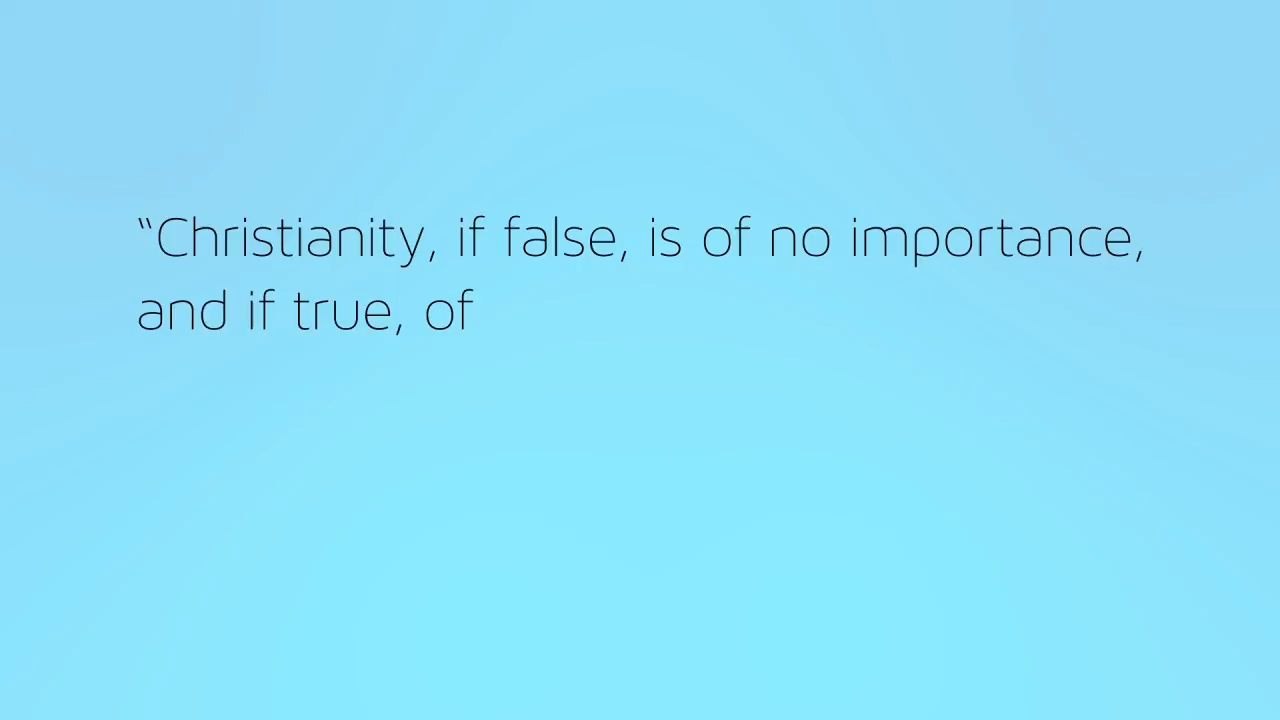 “Christianity, if false, is of no importance,
and if true, of